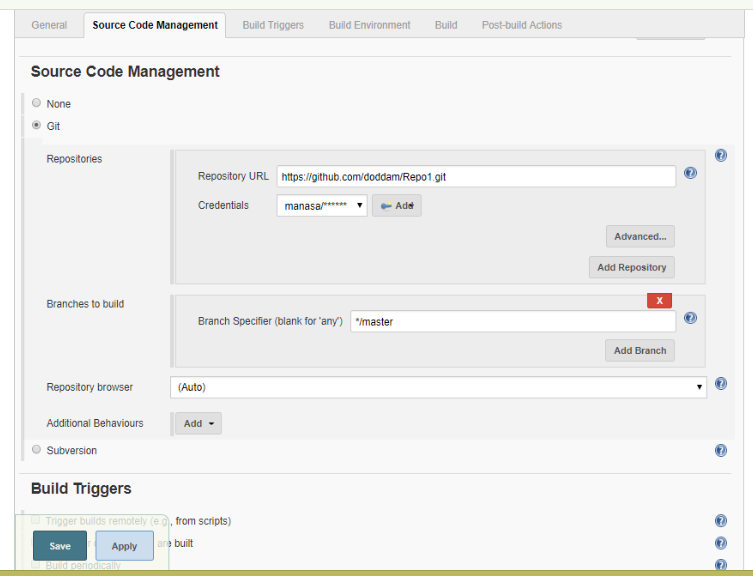 General Source Code Management Build Triggers Build Environment Build Post-build Actions
Source Code Management
None
Git
Repositories
Repository URL https://github.com/doddam/Repo1.git
Credentials manasa/****** Add
Advanced...
Add Repository
Branches to build
X
Branch Specifier (blank for 'any') */master
Add Branch
Repository browser (Auto)
Additional Behaviours Add
Subversion
Build Triggers
Trigger builds remotely (e.g., from scripts)
are built
Save Apply
Build periodically